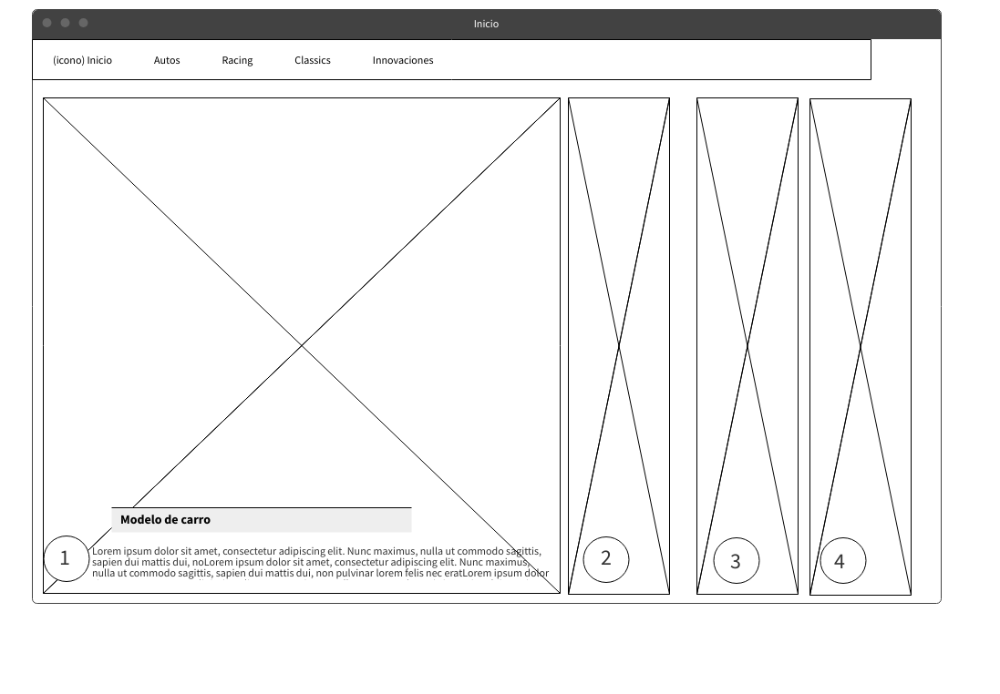 Inicio
(icono) Inicio Autos Racing Classics Innovaciones
Modelo de carro
1
Lorem ipsum dolor sit amet, consectetur adipiscing elit. Nunc maximus, nulla ut commodo sagittis,
sapien dui mattis dui, noLorem ipsum dolor sit amet, consectetur adipiscing elit. Nunc maximus,
nulla ut commodo sagittis, sapien dui mattis dui, non pulvinar lorem felis nec eratLorem ipsum dolor
2
3
4